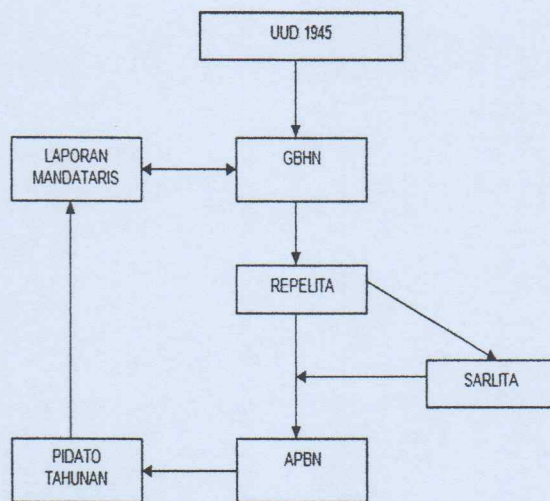 UUD 1945
LAPORAN
MANDATARIS
GBHN
REPELITA
SARLITA
PIDATO
TAHUNAN
APBN